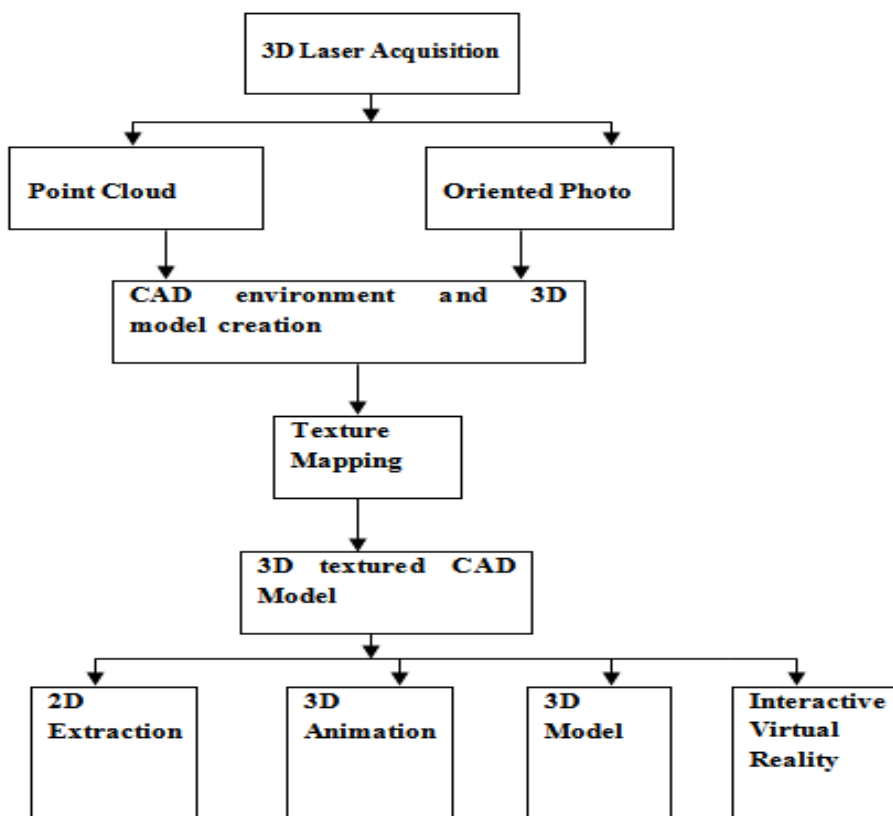 3D Laser Acquisition
Point Cloud
Oriented Photo
CAD environment and 3D
model creation
Texture
Mapping
3D textured CAD
Model
2D
Extraction
3D
Animation
3D
Model
Interactive
Virtual
Reality